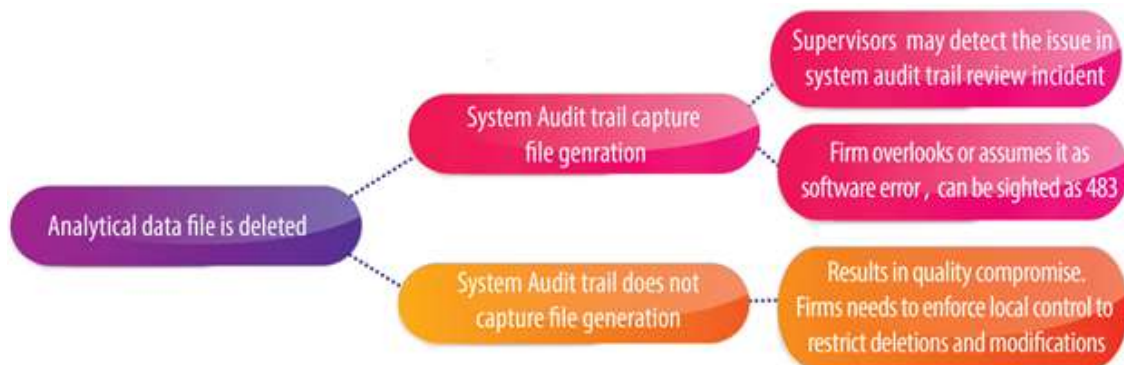 Analytical data file is deleted
System Audit trail capture
file genration
Supervisors may detect the issue in
system audit trail review incident
Firm overlooks or assumes it as
software error , can be sighted as 483
System Audit trail does not
capture file generation
Results in quality compromise.
Firms needs to enforce local control to
restrict deletions and modifications